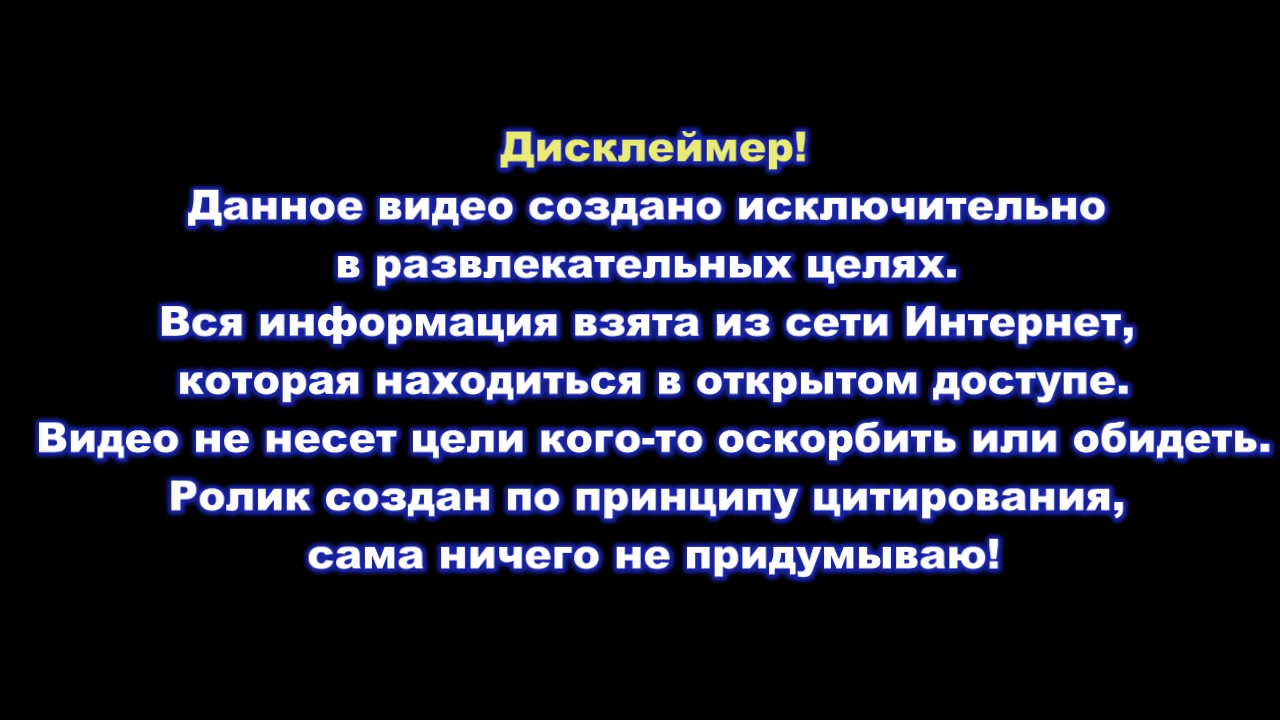 Дисклеймер!
Данное видео создано исключительно
в развлекательных целях.
Вся информация взята из сети Интернет,
которая находиться в открытом доступе.
Видео не несет цели кого-то оскорбить или обидеть.
Ролик создан по принципу цитирования,
сама ничего не придумываю!